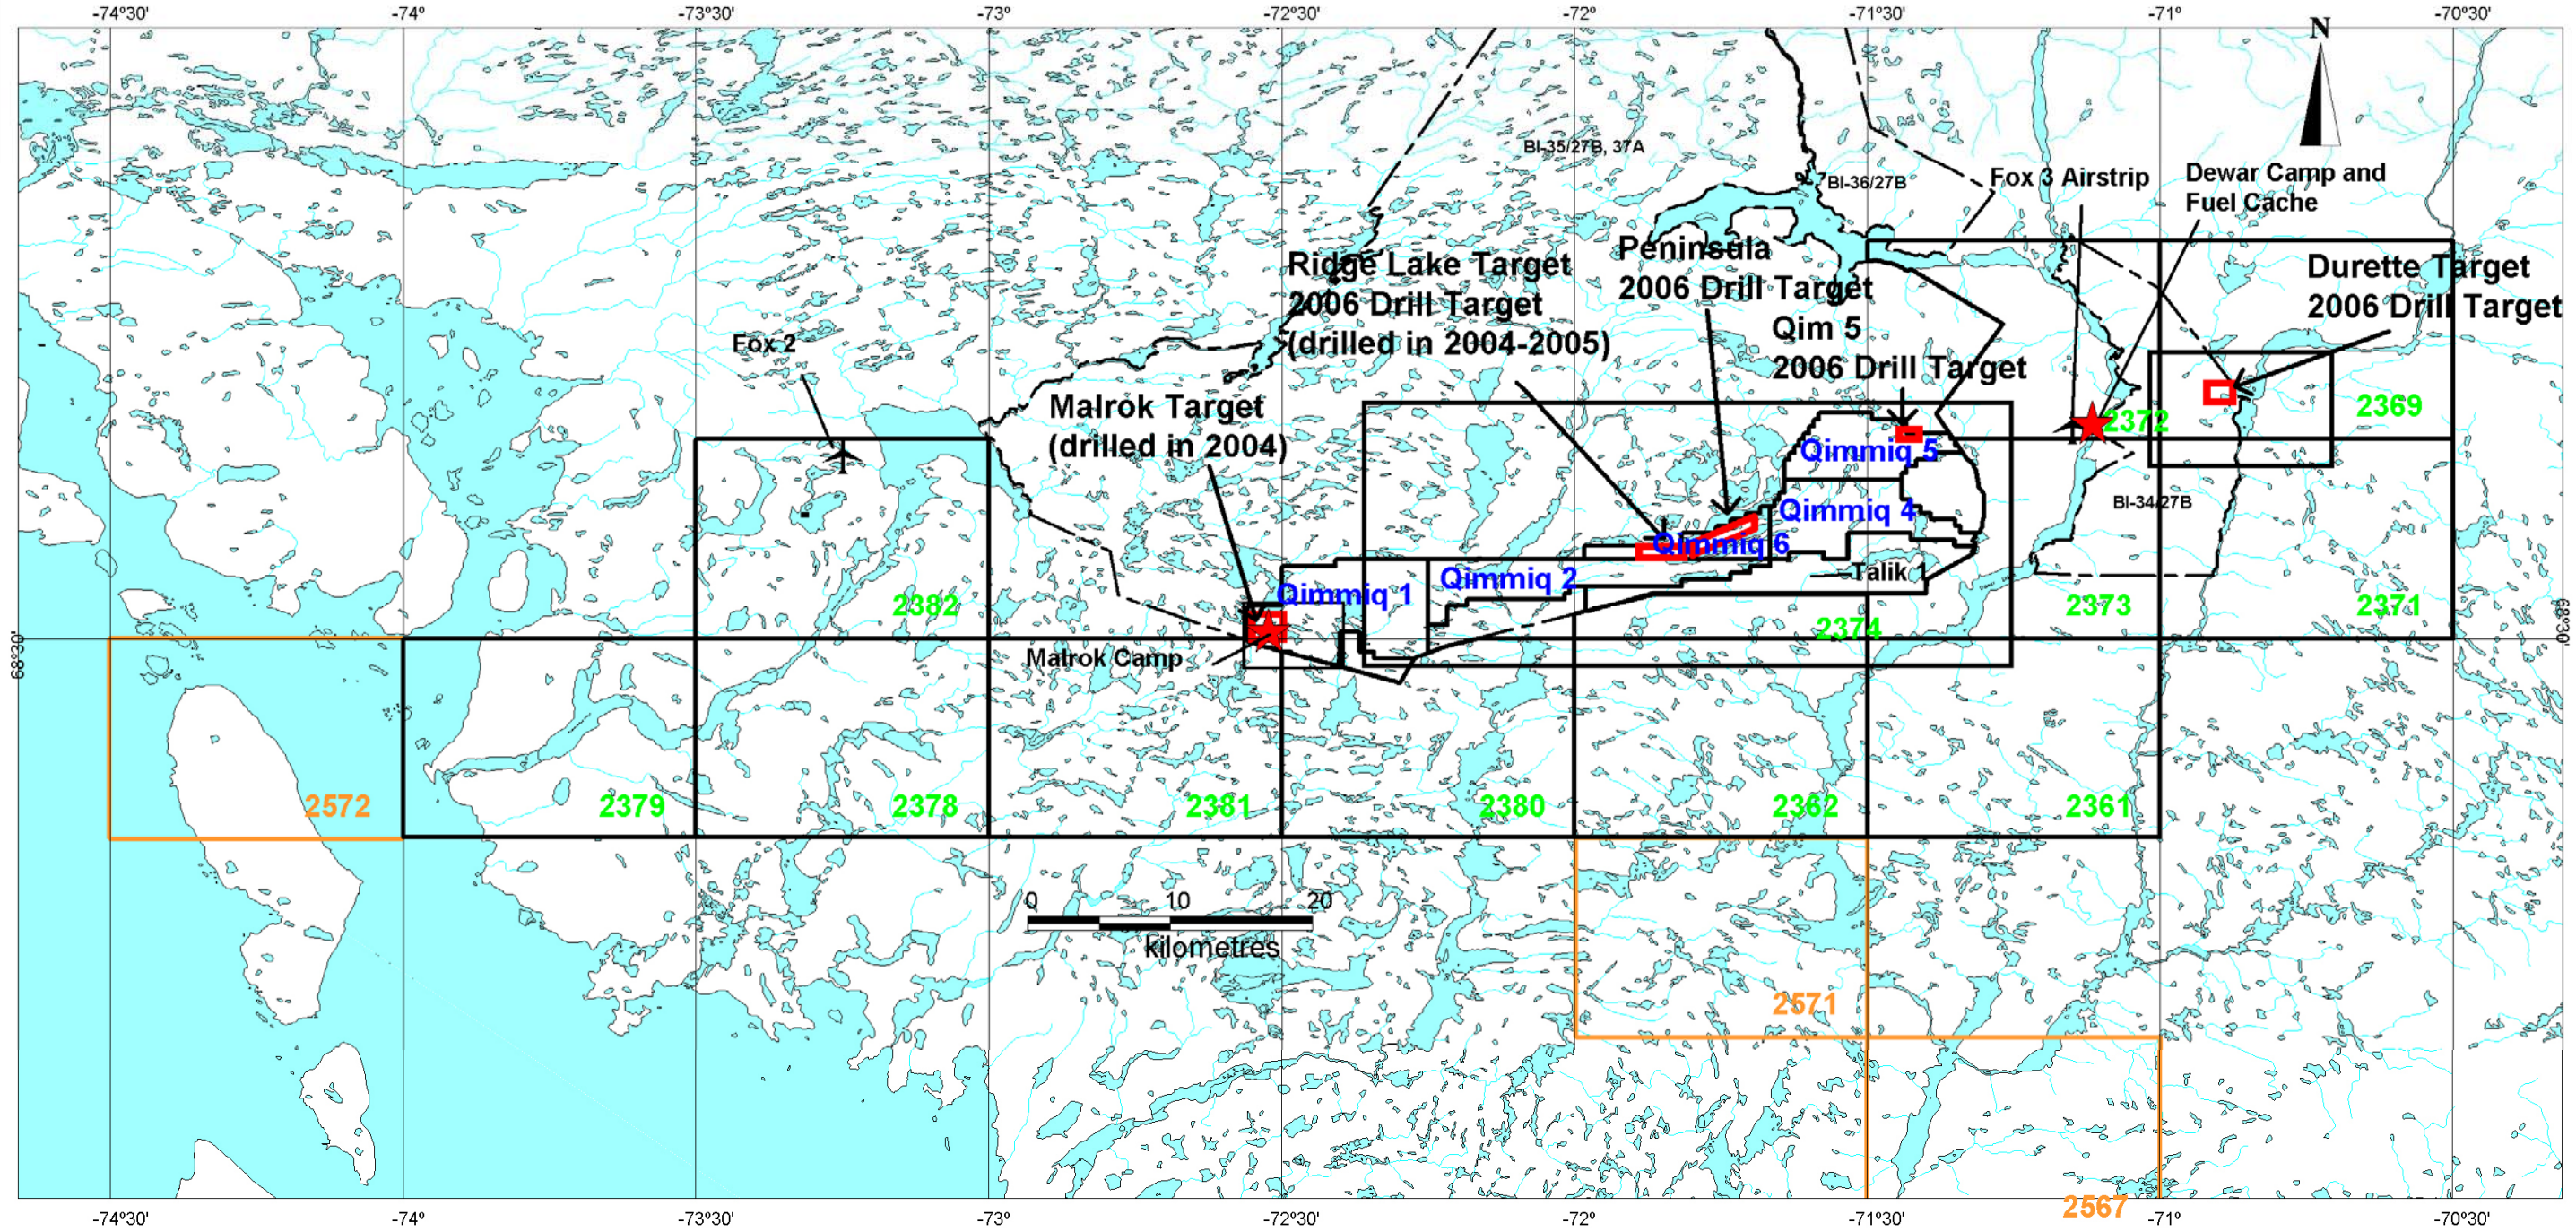 -74°30'
-74°
-73°30'
-73°
-72°30'
-72°
-71°30'
-71°
-70°30'
N
BI-35/27B, 37A
BI-36/27B
Fox 3 Airstrip
Dewar Camp and
Fuel Cache
Ridge Lake Target
2006 Drill Target
(drilled in 2004-2005)
Peninsula
2006 Drill Target
Qim 5
2006 Drill Target
Durette Target
2006 Drill Target
Fox 2
Malrok Target
(drilled in 2004)
2372
2369
Qimmiq 5
Qimmiq 4
BI-34/27B
Qimmiq 6
Qimmiq 2
Qimmiq 1
Talik 1
2382
2374
2373
2371
68°30'
68°30'
Malrok Camp
2572
2379
2378
2381
2380
2362
2361
0
10
20
kilometres
2571
2567
-74°30'
-74°
-73°30'
-73°
-72°30'
-72°
-71°30'
-71°
-70°30'